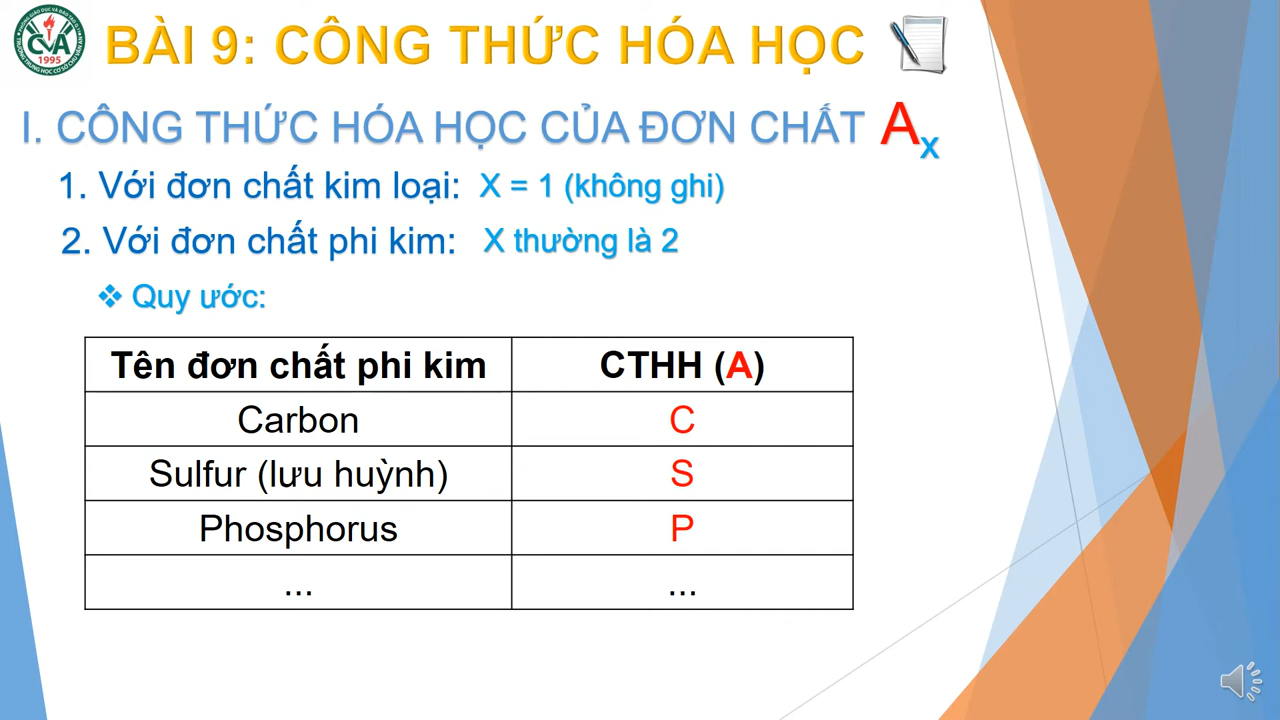 CVA
1995
BÀI 9: CÔNG THỨC HÓA HỌC
I. CÔNG THỨC HÓA HỌC CỦA ĐƠN CHẤT Ax
1. Với đơn chất kim loại: X = 1 (không ghi)
2. Với đơn chất phi kim: X thường là 2
❖ Quy ước:
Tên đơn chất phi kim CTHH (A)
Carbon C
Sulfur (lưu huỳnh) S
Phosphorus P
... ...